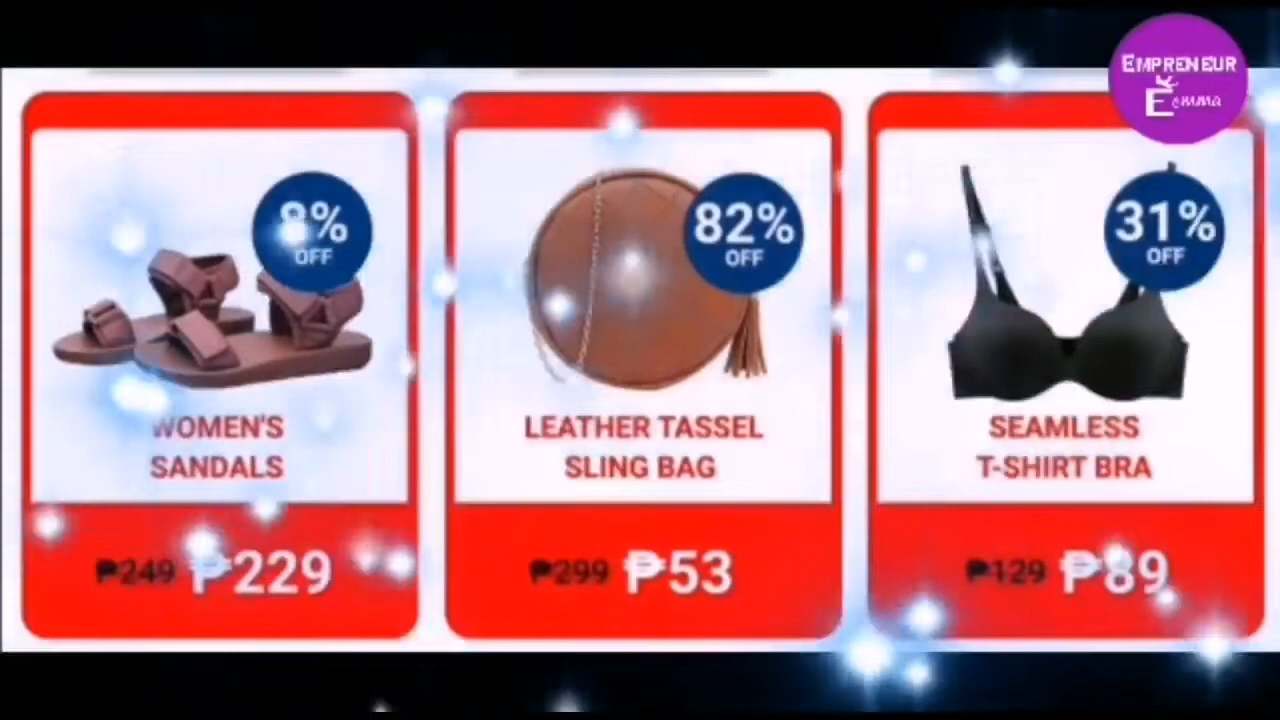 EMPRENEUR
Emma
8%
OFF
WOMEN'S
SANDALS
₱249 ₱229
82%
OFF
LEATHER TASSEL
SLING BAG
₱299 ₱53
31%
OFF
SEAMLESS
T-SHIRT BRA
₱129 ₱89